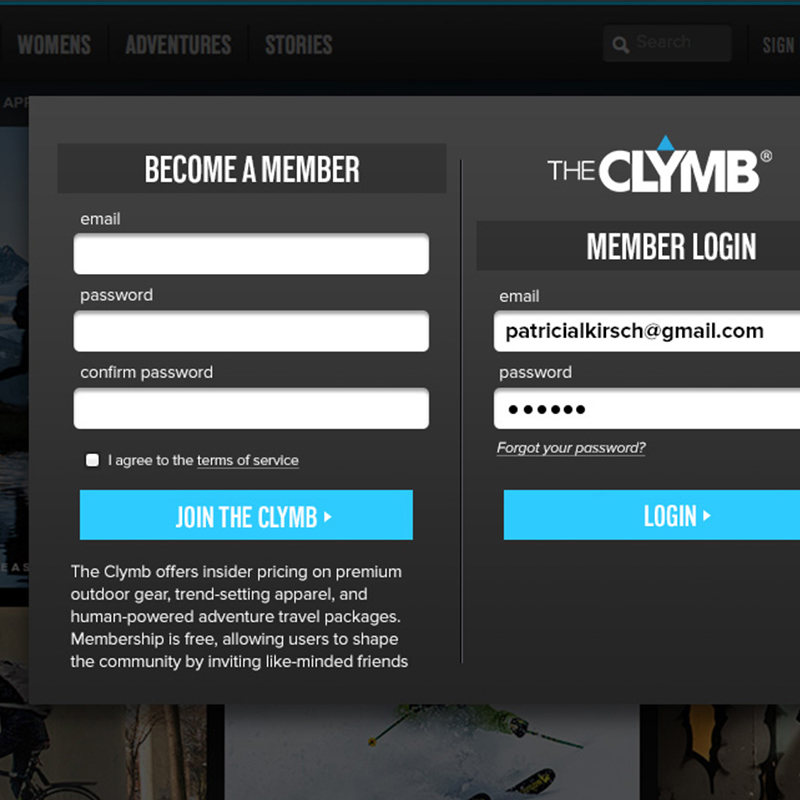 WOMENS
ADVENTURES
STORIES
Search
SIGN
APP
BECOME A MEMBER
email
password
confirm password
I agree to the terms of service
JOIN THE CLYMB
The Clymb offers insider pricing on premium
outdoor gear, trend-setting apparel, and
human-powered adventure travel packages.
Membership is free, allowing users to shape
the community by inviting like-minded friends
THE CLYMB®
MEMBER LOGIN
email
patricialkirsch@gmail.com
password
••••••
Forgot your password?
LOGIN
EAS